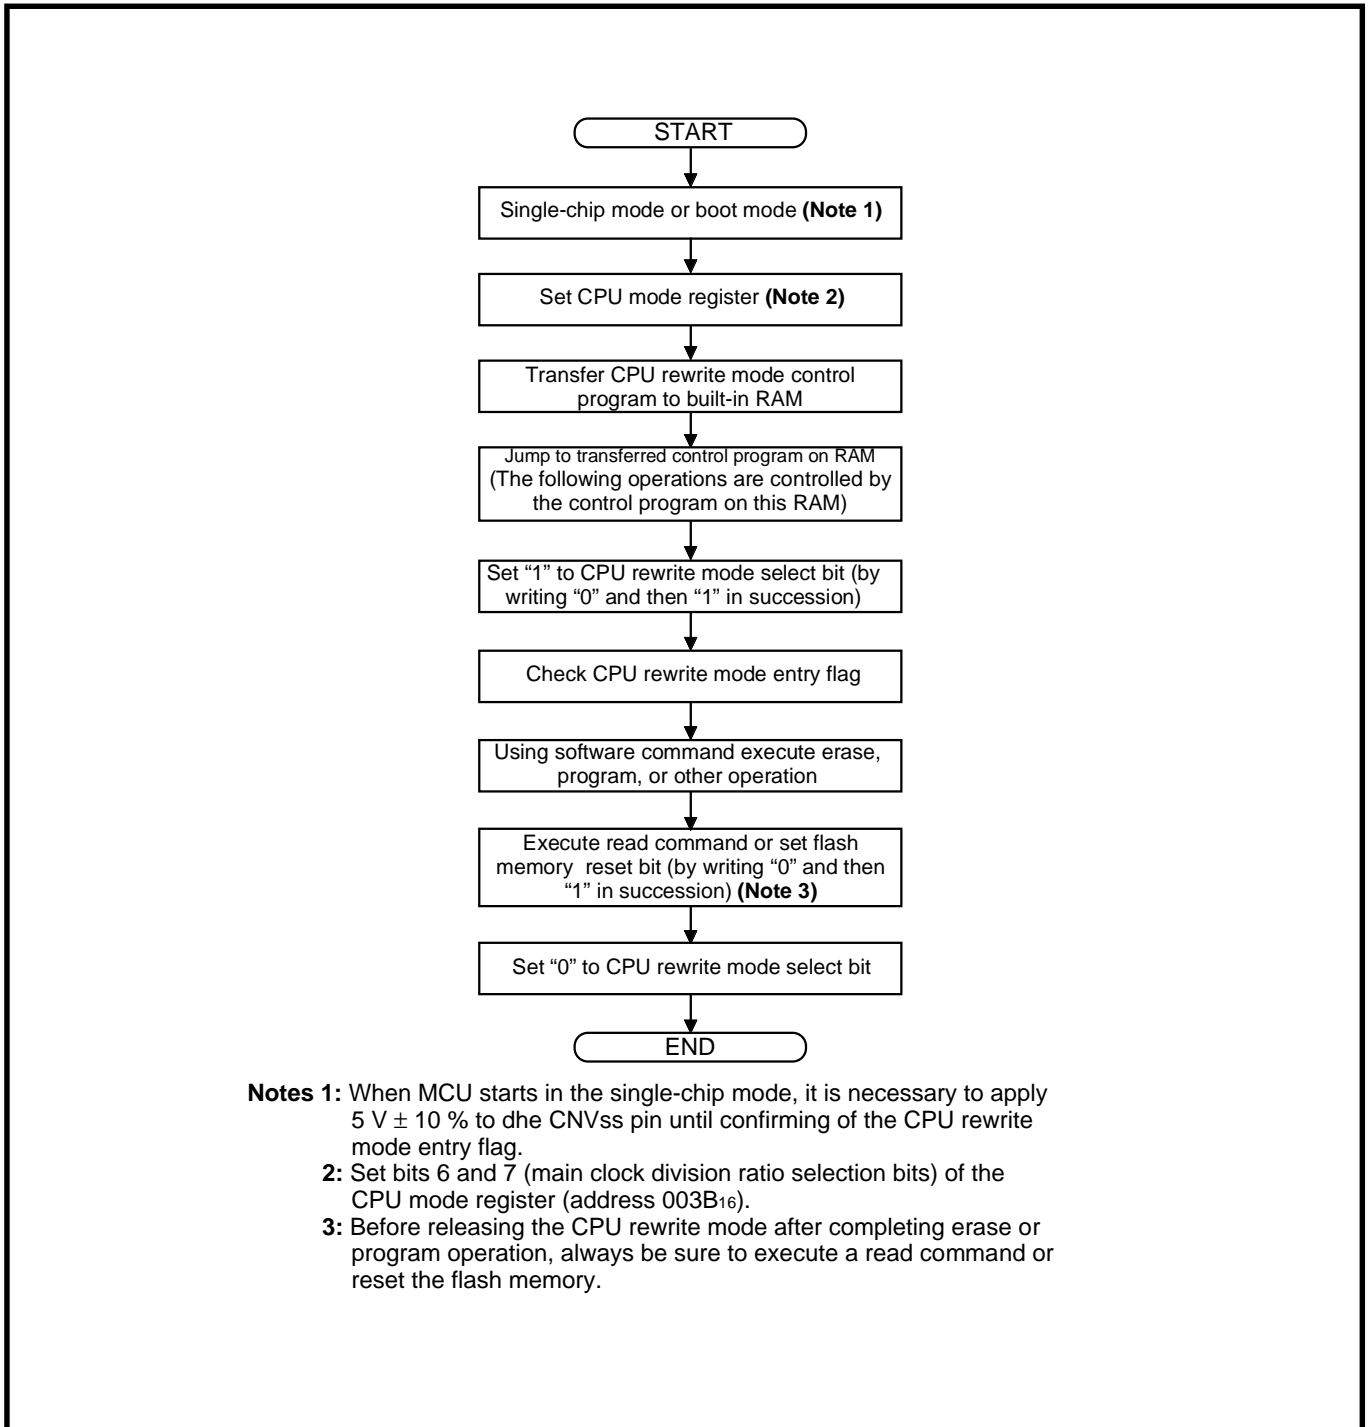 START
Single-chip mode or boot mode (Note 1)
Set CPU mode register (Note 2)
Transfer CPU rewrite mode control
program to built-in RAM
Jump to transferred control program on RAM
(The following operations are controlled by
the control program on this RAM)
Set “1” to CPU rewrite mode select bit (by
writing “0” and then “1” in succession)
Check CPU rewrite mode entry flag
Using software command execute erase,
program, or other operation
Execute read command or set flash
memory reset bit (by writing “0” and then
“1” in succession) (Note 3)
Set “0” to CPU rewrite mode select bit
END
Notes 1: When MCU starts in the single-chip mode, it is necessary to apply
5 V ± 10 % to dhe CNVss pin until confirming of the CPU rewrite
mode entry flag.
2: Set bits 6 and 7 (main clock division ratio selection bits) of the
CPU mode register (address 003B16).
3: Before releasing the CPU rewrite mode after completing erase or
program operation, always be sure to execute a read command or
reset the flash memory.